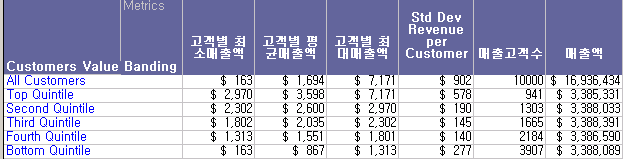 Metrics
고객별 최소매출액 고객별 평균매출액 고객별 최대매출액 Std Dev Revenue per Customer 매출고객수 매출액
Customers Value Banding
All Customers $ 163 $ 1,694 $ 7,171 $ 902 10000 $ 16,936,434
Top Quintile $ 2,970 $ 3,598 $ 7,171 $ 578 941 $ 3,385,331
Second Quintile $ 2,302 $ 2,600 $ 2,970 $ 190 1303 $ 3,388,033
Third Quintile $ 1,802 $ 2,035 $ 2,302 $ 145 1665 $ 3,388,391
Fourth Quintile $ 1,313 $ 1,551 $ 1,801 $ 140 2184 $ 3,386,590
Bottom Quintile $ 163 $ 867 $ 1,313 $ 277 3907 $ 3,388,089